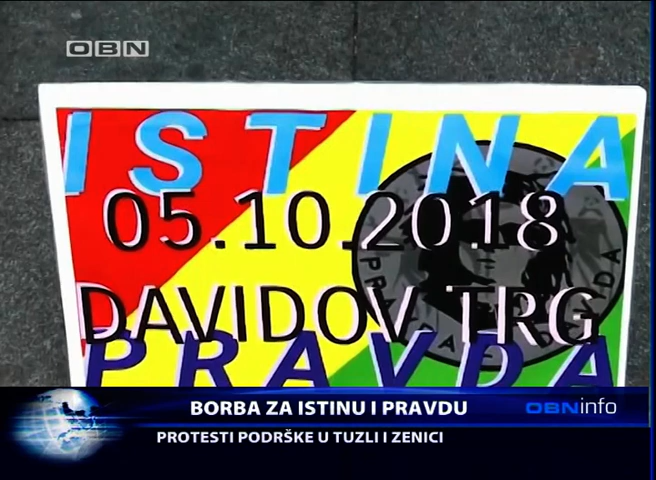 OBN
ISTINA
05.10.2018
DAVIDOV TRG
PRAVDA
BORBA ZA ISTINU I PRAVDU
OBNinfo
PROTESTI PODRŠKE U TUZLI I ZENICI